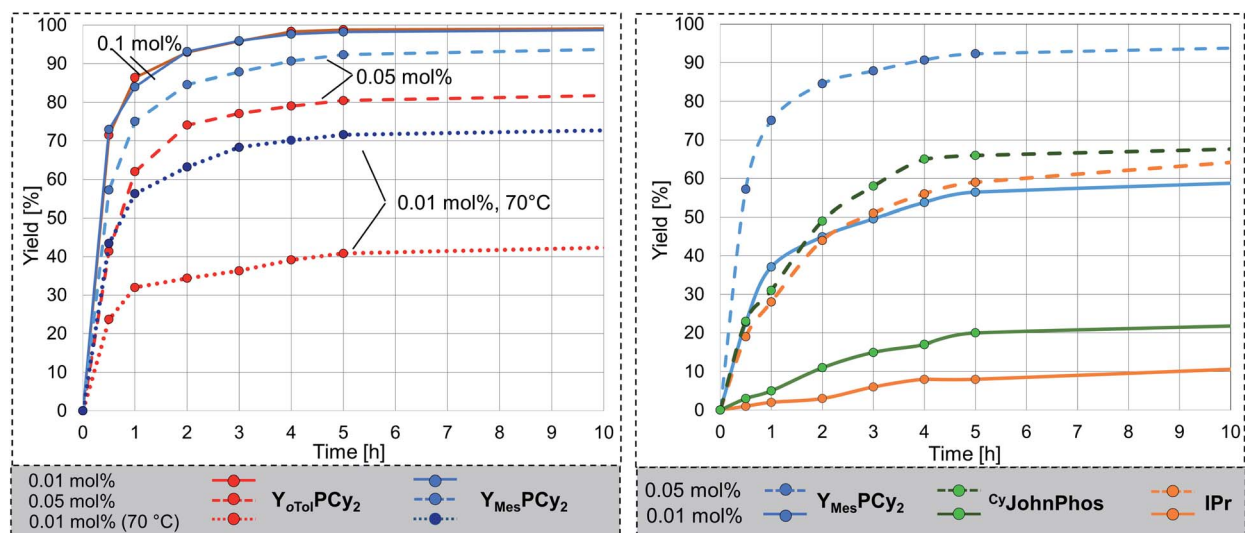 100
90
80
70
60
50
40
30
20
10
0
Yield [%]
0.1 mol%
0.05 mol%
0.01 mol%, 70°C
0 1 2 3 4 5 6 7 8 9 10
Time [h]
0.01 mol%
0.05 mol%
0.01 mol% (70 °C)
YoTolPCy2
YMesPCy2
100
90
80
70
60
50
40
30
20
10
0
Yield [%]
0 1 2 3 4 5 6 7 8 9 10
Time [h]
0.05 mol%
0.01 mol%
YMesPCy2
CyJohnPhos
IPr